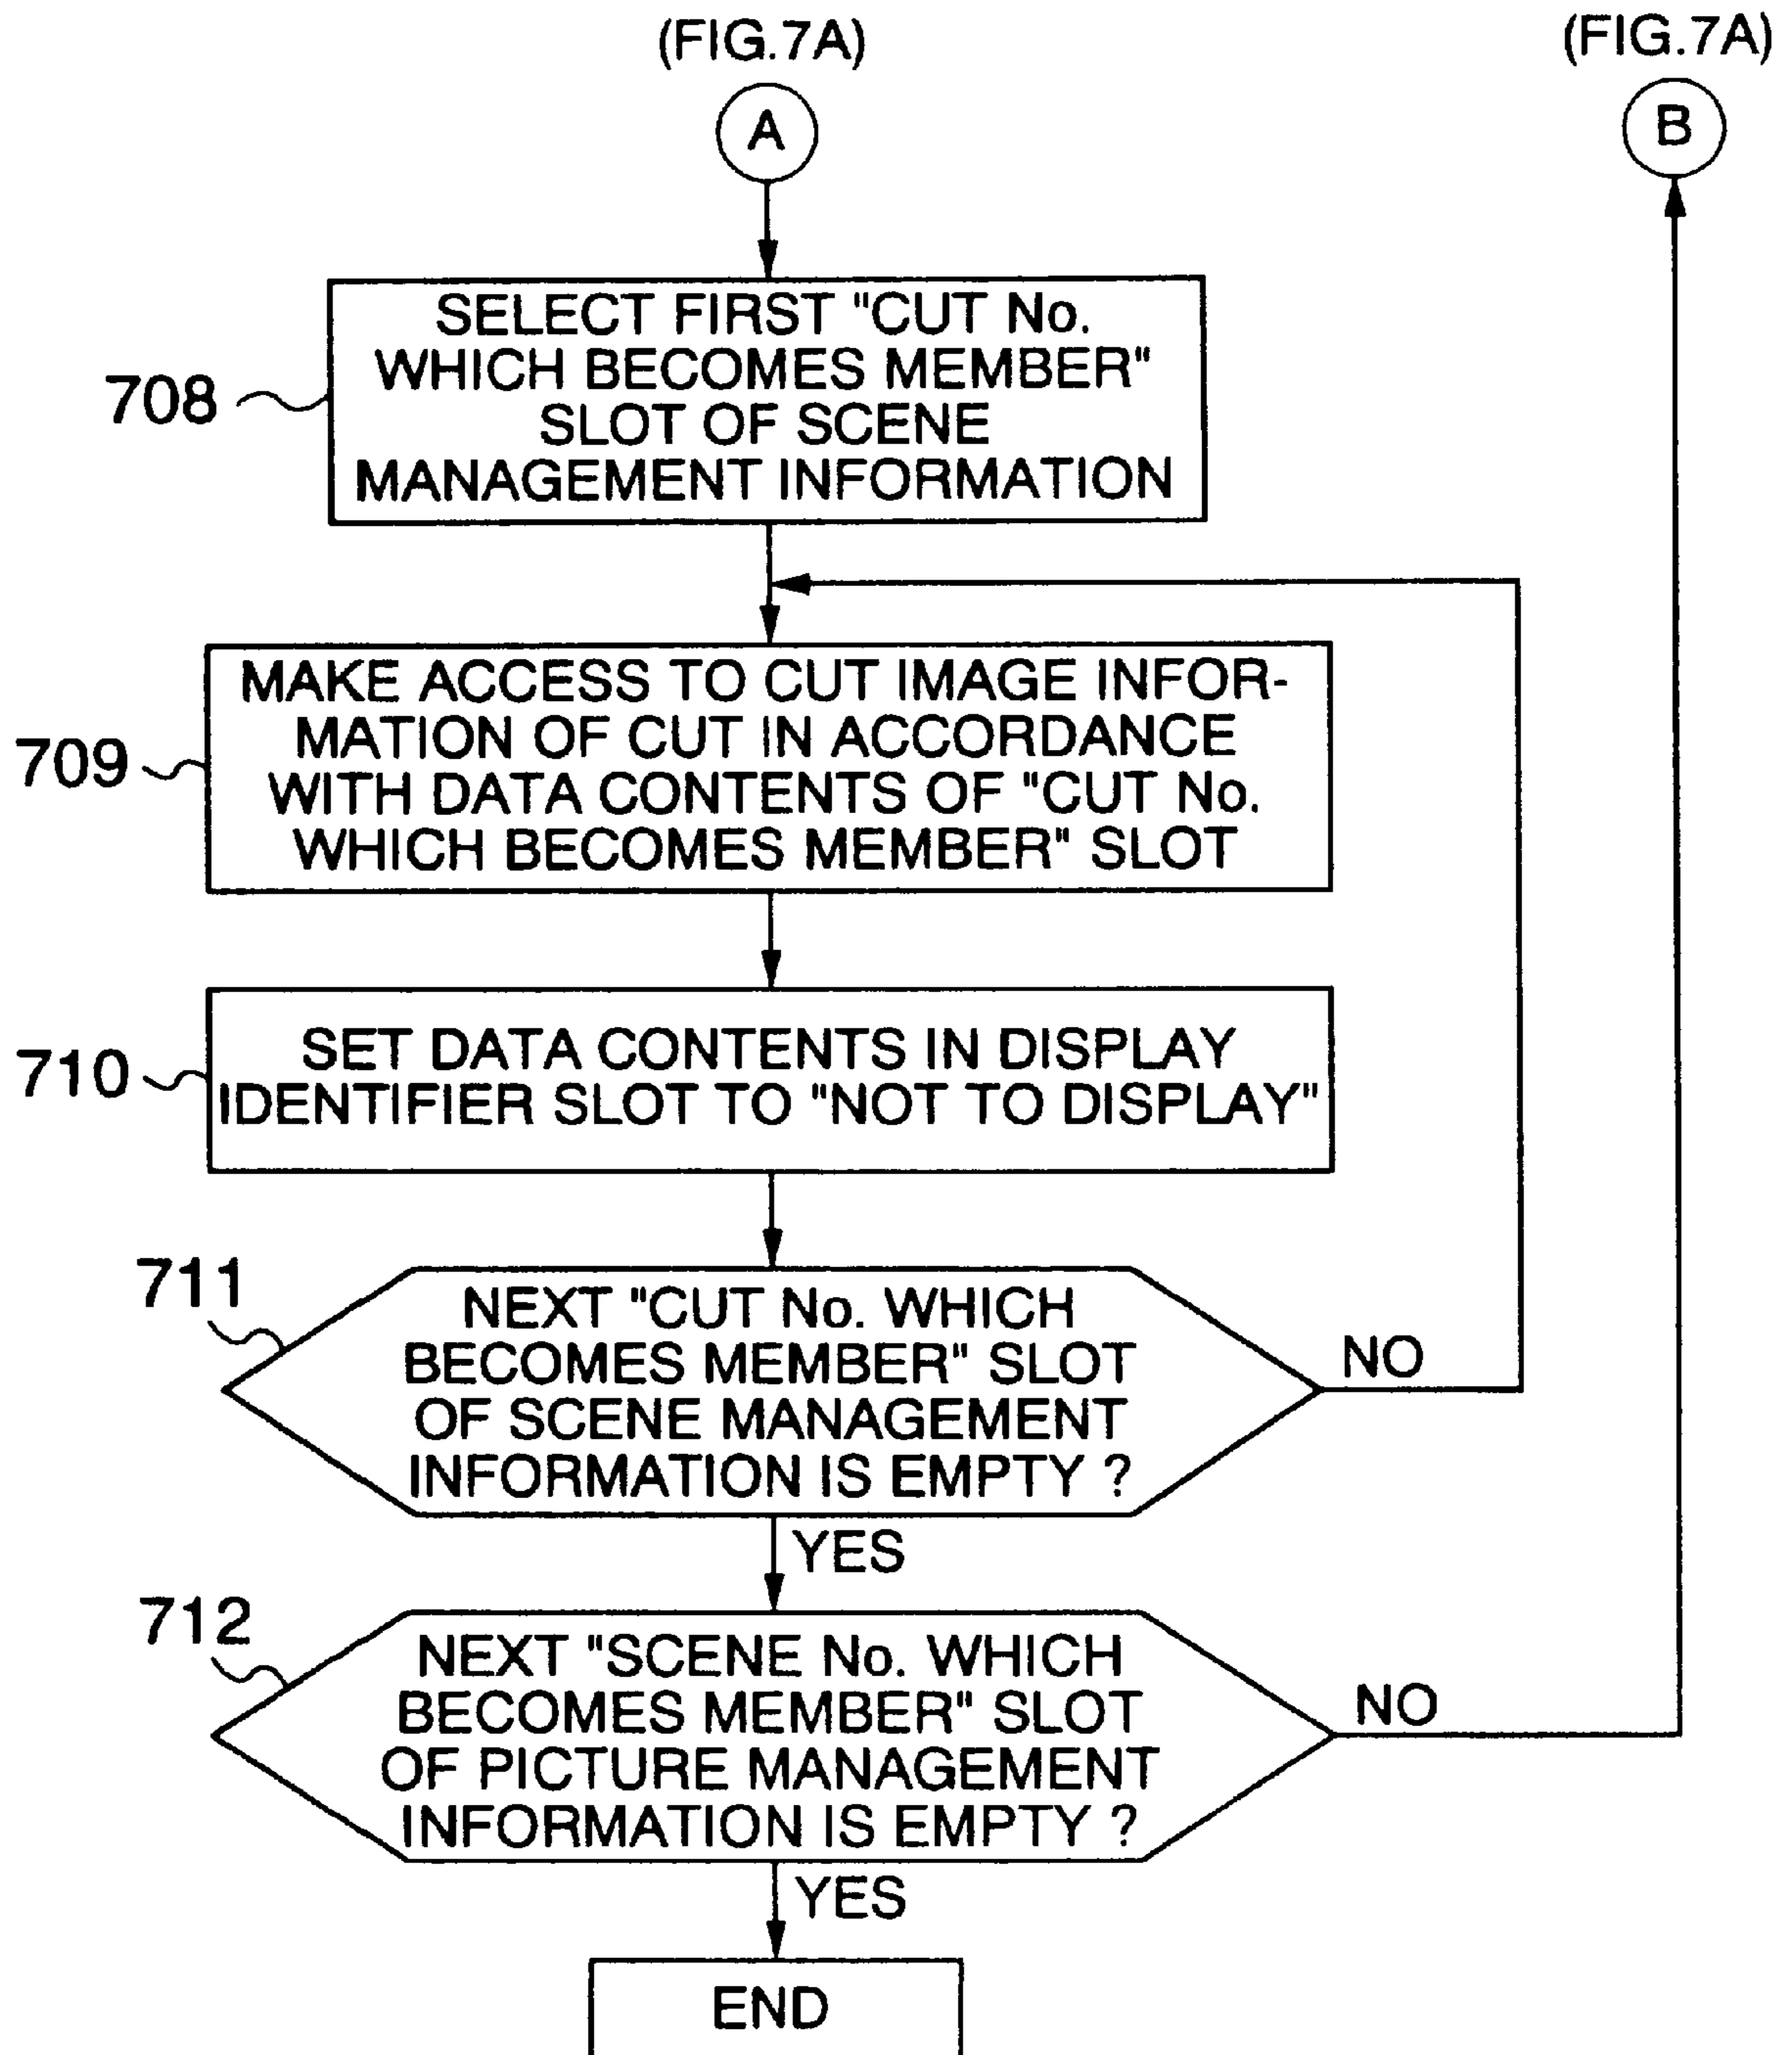 (FIG.7A)
(FIG.7A)
A
B
708
SELECT FIRST "CUT No.
WHICH BECOMES MEMBER"
SLOT OF SCENE
MANAGEMENT INFORMATION
709
MAKE ACCESS TO CUT IMAGE INFOR-
MATION OF CUT IN ACCORDANCE
WITH DATA CONTENTS OF "CUT No.
WHICH BECOMES MEMBER" SLOT
710
SET DATA CONTENTS IN DISPLAY
IDENTIFIER SLOT TO "NOT TO DISPLAY"
711
NEXT "CUT No. WHICH
BECOMES MEMBER" SLOT
OF SCENE MANAGEMENT
INFORMATION IS EMPTY ?
NO
YES
712
NEXT "SCENE No. WHICH
BECOMES MEMBER" SLOT
OF PICTURE MANAGEMENT
INFORMATION IS EMPTY ?
NO
YES
END